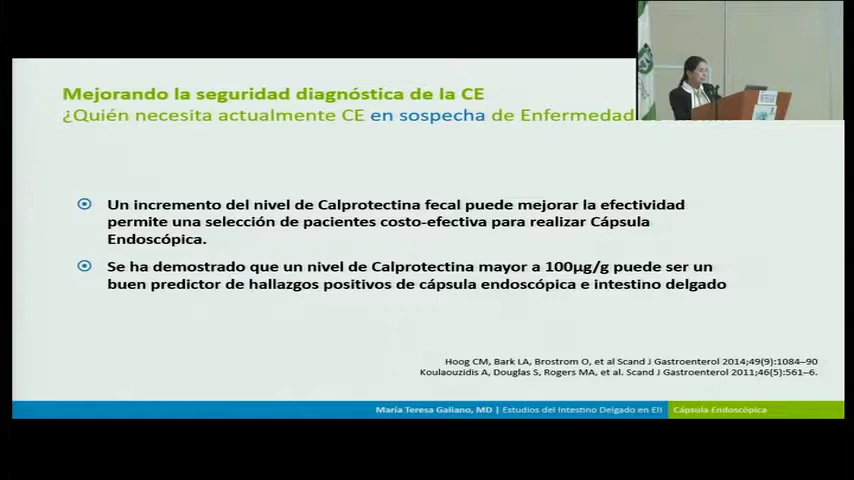 Mejorando la seguridad diagnóstica de la CE
¿Quién necesita actualmente CE en sospecha de Enfermedad
Un incremento del nivel de Calprotectina fecal puede mejorar la efectividad
permite una selección de pacientes costo-efectiva para realizar Cápsula
Endoscópica.
Se ha demostrado que un nivel de Calprotectina mayor a 100µg/g puede ser un
buen predictor de hallazgos positivos de cápsula endoscópica e intestino delgado
Hoog CM, Bark LA, Brostrom O, et al Scand J Gastroenterol 2014;49(9):1084–90
Koulaouzidis A, Douglas S, Rogers MA, et al. Scand J Gastroenterol 2011;46(5):561–6.
María Teresa Galiano, MD | Estudios del Intestino Delgado en EII Cápsula Endoscópica